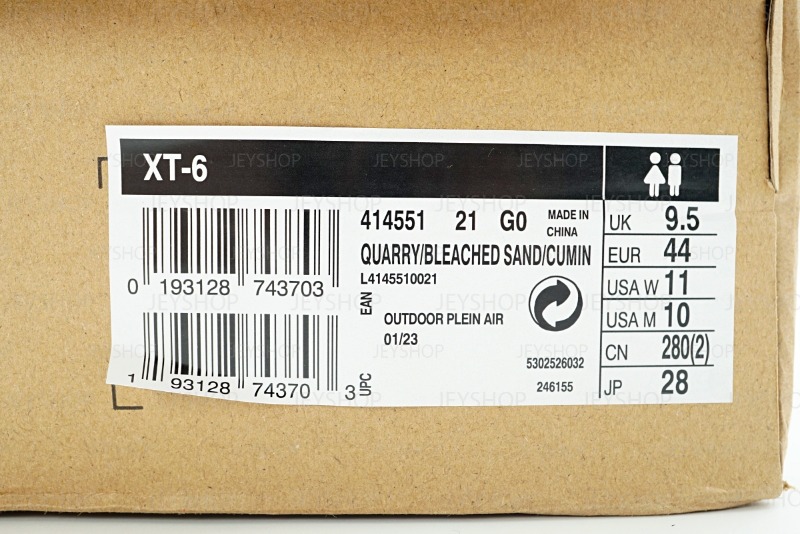 XT-6
414551 21 G0 MADE IN CHINA
QUARRY/BLEACHED SAND/CUMIN
L4145510021
EAN
0 193128 743703
OUTDOOR PLEIN AIR
01/23
5302526032
246155
1 93128 74370 3
UPC
UK 9.5
EUR 44
USA W 11
USA M 10
CN 280(2)
JP 28
JEYSHOP